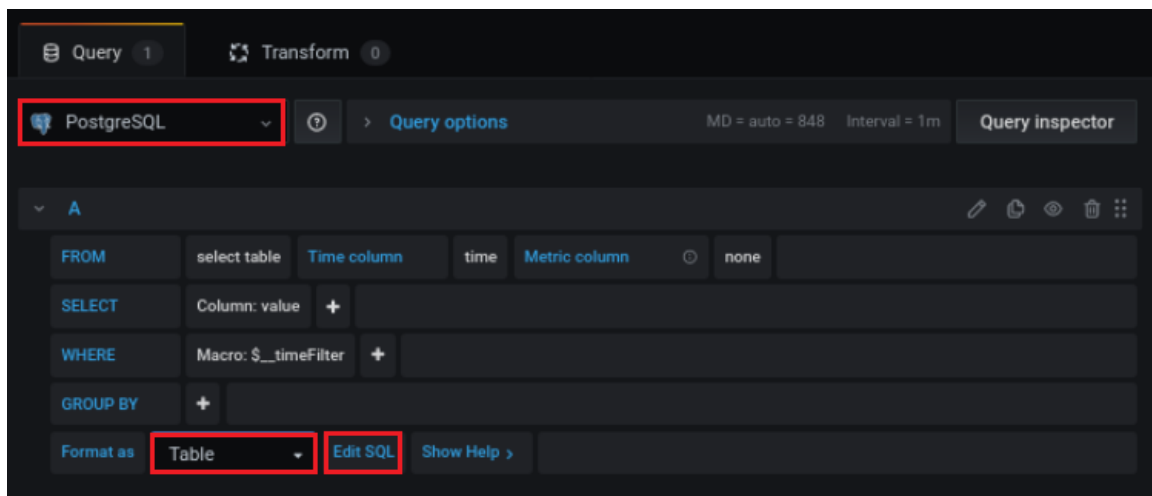 Query 1 Transform 0
PostgreSQL Query options MD = auto = 848 Interval = 1m Query inspector
A
FROM select table Time column time Metric column none
SELECT Column: value +
WHERE Macro: $__timeFilter +
GROUP BY +
Format as Table Edit SQL Show Help >